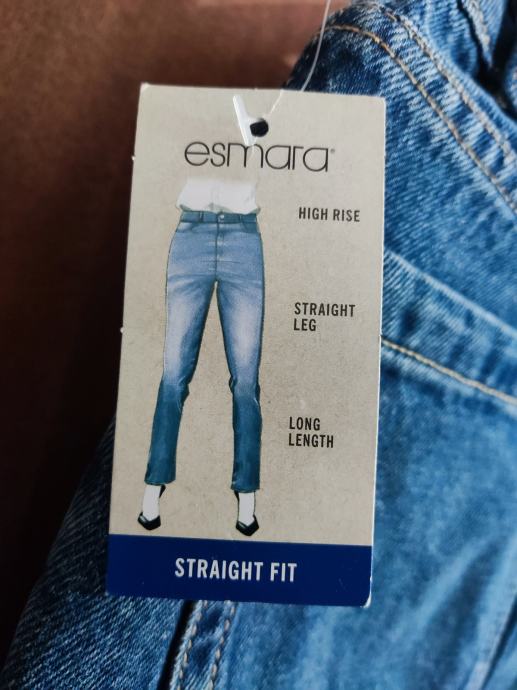 esmara®
HIGH RISE
STRAIGHT
LEG
LONG
LENGTH
STRAIGHT FIT